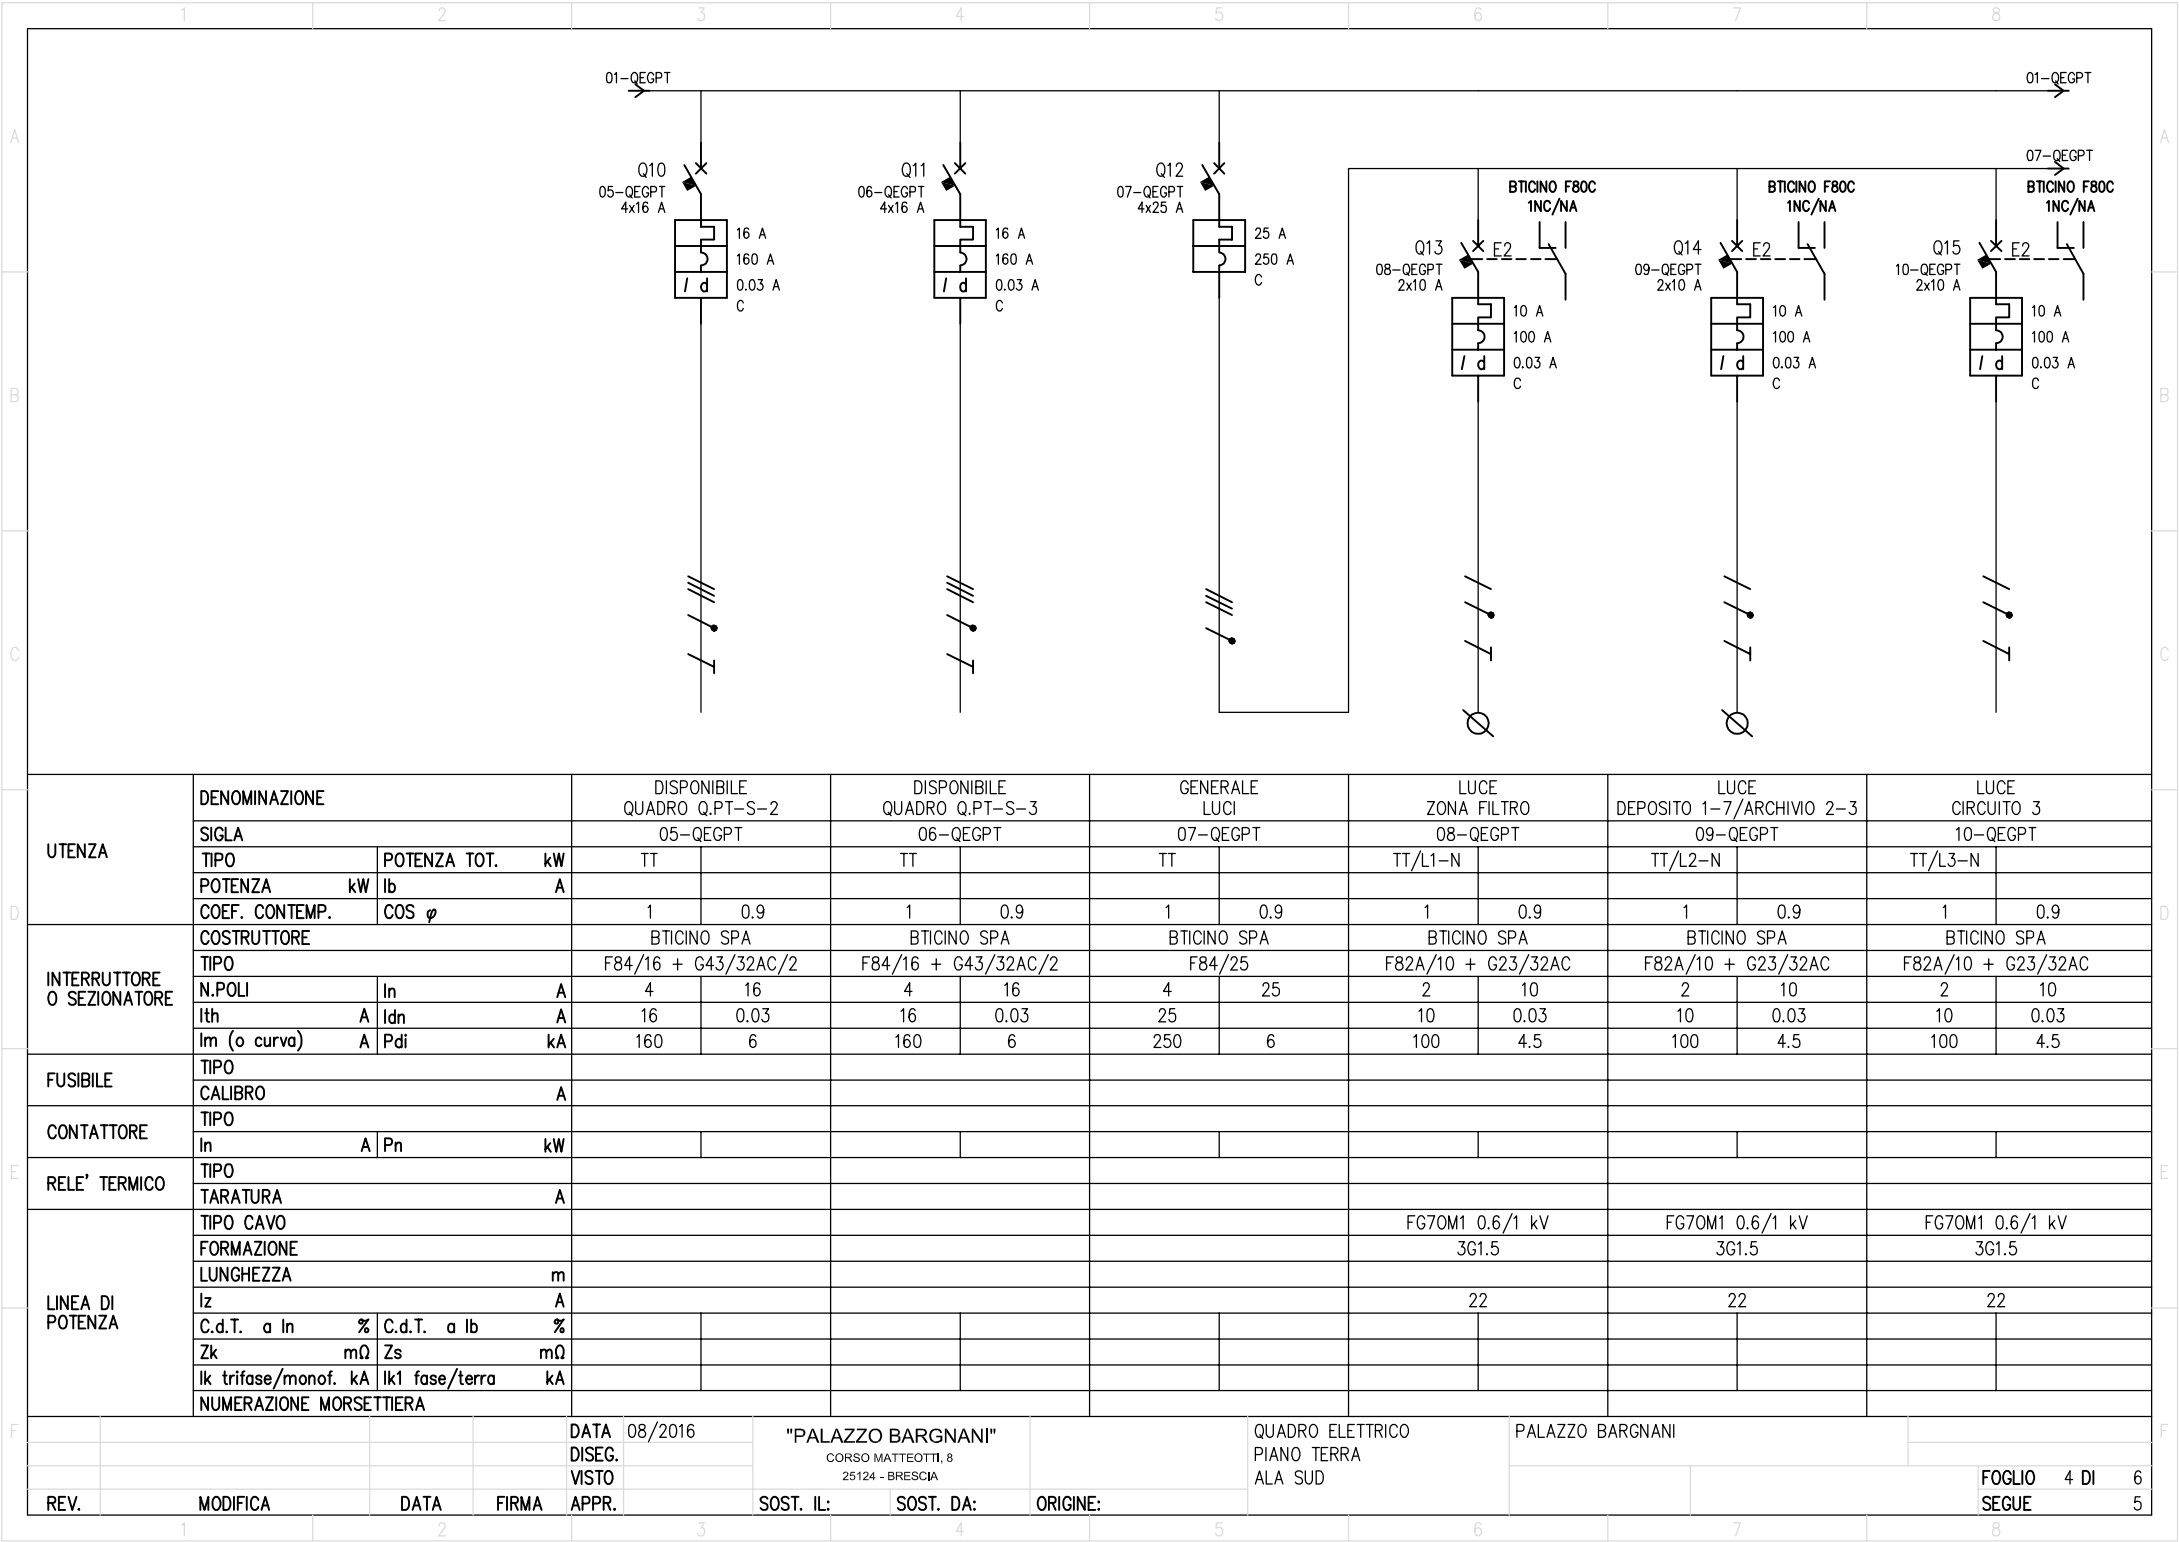 1 2 3 4 5 6 7 8
01-QEGPT 01-QEGPT
A A
07-QEGPT
Q10
05-QEGPT
4x16 A
16 A
160 A
I d 0.03 A
C
Q11
06-QEGPT
4x16 A
16 A
160 A
I d 0.03 A
C
Q12
07-QEGPT
4x25 A
25 A
250 A
C
BTICINO F80C
1NC/NA
Q13 E2
08-QEGPT
2x10 A
10 A
100 A
I d 0.03 A
C
BTICINO F80C
1NC/NA
Q14 E2
09-QEGPT
2x10 A
10 A
100 A
I d 0.03 A
C
BTICINO F80C
1NC/NA
Q15 E2
10-QEGPT
2x10 A
10 A
100 A
I d 0.03 A
C
B B
C C
D D
E E
F F
UTENZA
DENOMINAZIONE DISPONIBILE QUADRO Q.PT-S-2 DISPONIBILE QUADRO Q.PT-S-3 GENERALE LUCI LUCE ZONA FILTRO LUCE DEPOSITO 1-7/ARCHIVIO 2-3 LUCE CIRCUITO 3
SIGLA 05-QEGPT 06-QEGPT 07-QEGPT 08-QEGPT 09-QEGPT 10-QEGPT
TIPO POTENZA TOT. kW TT TT TT TT/L1-N TT/L2-N TT/L3-N
POTENZA kW Ib A
COEF. CONTEMP. COS φ 1 0.9 1 0.9 1 0.9 1 0.9 1 0.9 1 0.9
INTERRUTTORE
O SEZIONATORE
COSTRUTTORE BTICINO SPA BTICINO SPA BTICINO SPA BTICINO SPA BTICINO SPA BTICINO SPA
TIPO F84/16 + G43/32AC/2 F84/16 + G43/32AC/2 F84/25 F82A/10 + G23/32AC F82A/10 + G23/32AC F82A/10 + G23/32AC
N.POLI In A 4 16 4 16 4 25 2 10 2 10 2 10
Ith A Idn A 16 0.03 16 0.03 25 10 0.03 10 0.03 10 0.03
Im (o curva) A Pdi kA 160 6 160 6 250 6 100 4.5 100 4.5 100 4.5
FUSIBILE
TIPO
CALIBRO A
CONTATTORE
TIPO
In A Pn kW
RELE' TERMICO
TIPO
TARATURA A
LINEA DI
POTENZA
TIPO CAVO FG7OM1 0.6/1 kV FG7OM1 0.6/1 kV FG7OM1 0.6/1 kV
FORMAZIONE 3G1.5 3G1.5 3G1.5
LUNGHEZZA m
Iz A 22 22 22
C.d.T. a In % C.d.T. a Ib %
Zk mΩ Zs mΩ
Ik trifase/monof. kA Ik1 fase/terra kA
NUMERAZIONE MORSETTIERA
DATA 08/2016
DISEG.
VISTO
REV. MODIFICA DATA FIRMA APPR.
"PALAZZO BARGNANI"
CORSO MATTEOTTI, 8
25124 - BRESCIA
SOST. IL: SOST. DA: ORIGINE:
QUADRO ELETTRICO
PIANO TERRA
ALA SUD
PALAZZO BARGNANI
FOGLIO 4 DI 6
SEGUE 5
1 2 3 4 5 6 7 8